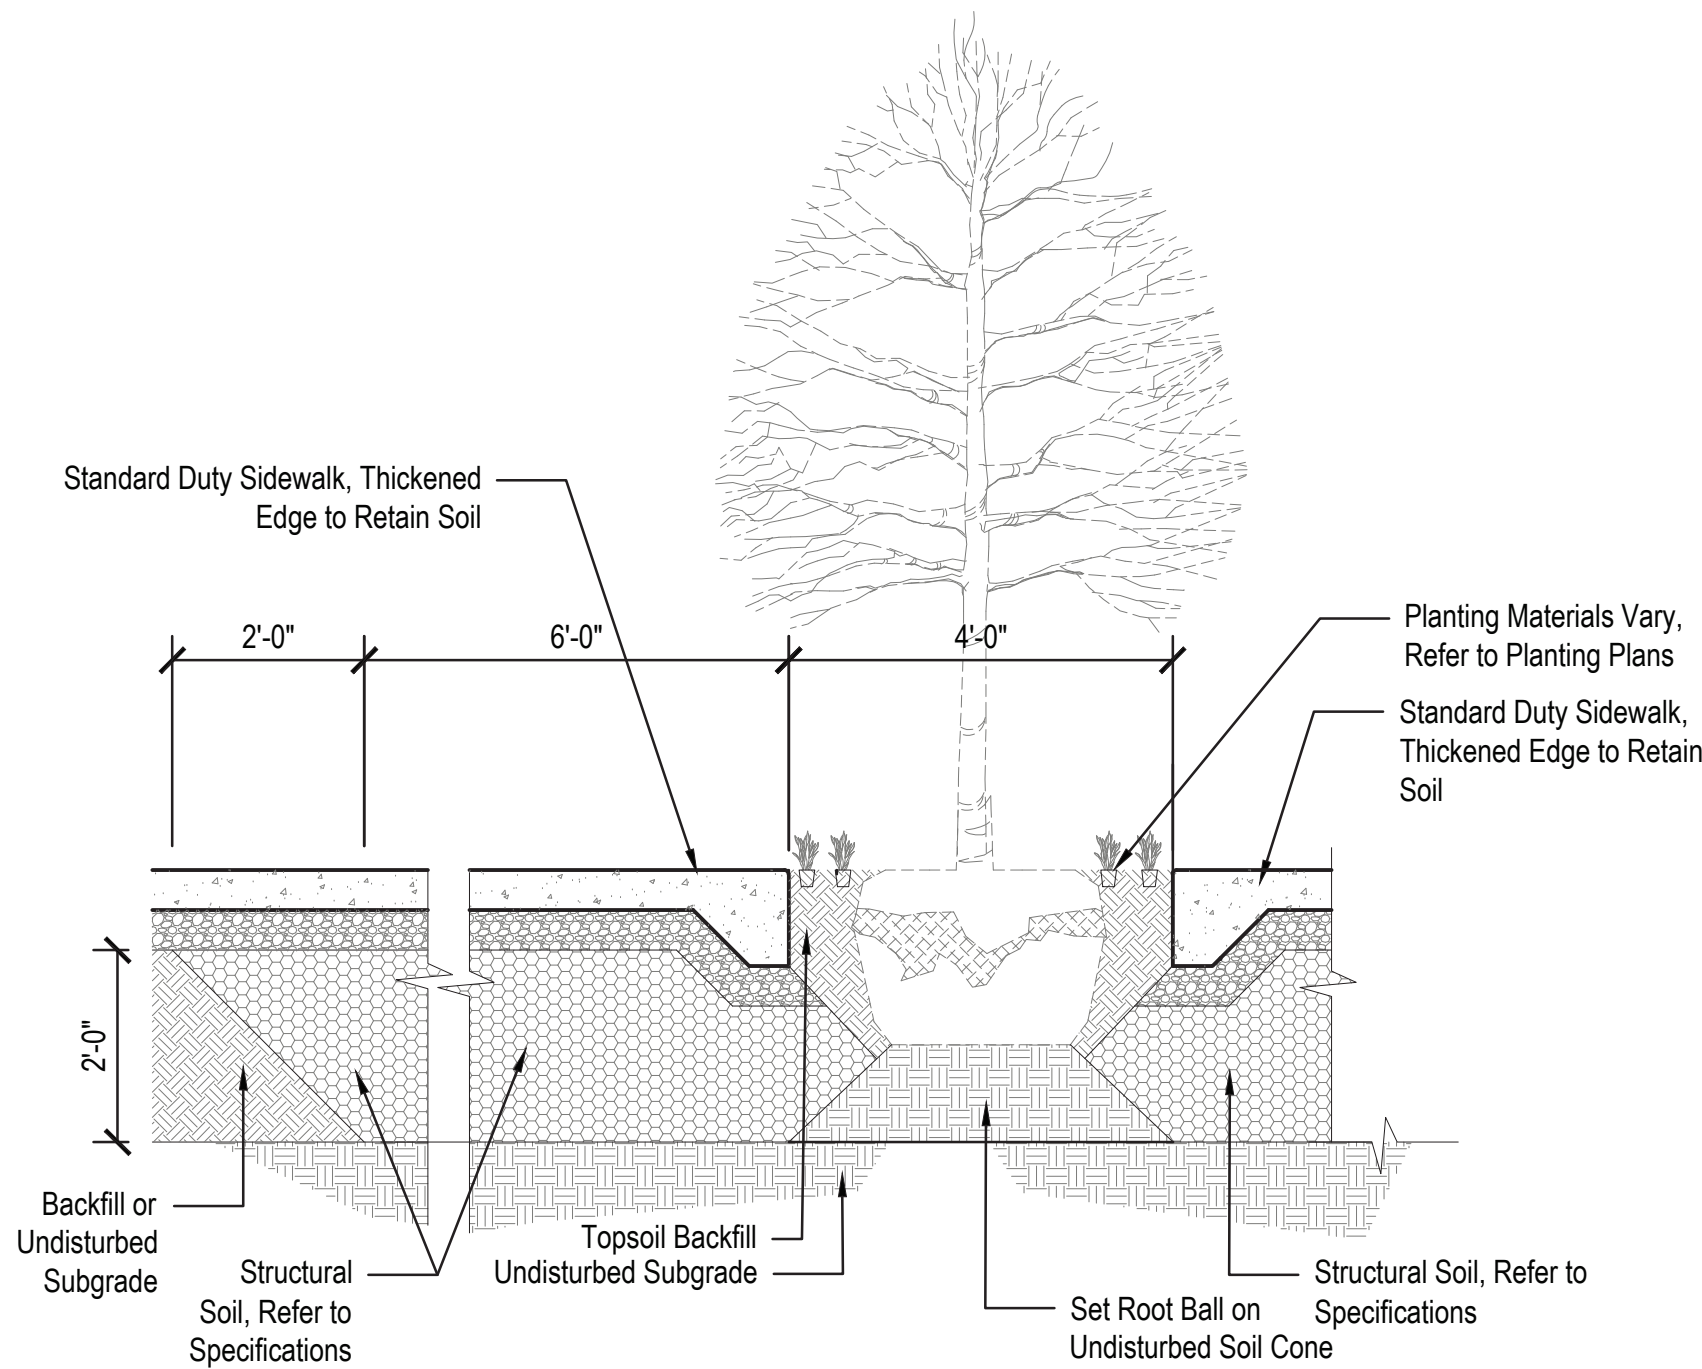 Standard Duty Sidewalk, Thickened
Edge to Retain Soil
2'-0"
6'-0"
4'-0"
Planting Materials Vary,
Refer to Planting Plans
Standard Duty Sidewalk,
Thickened Edge to Retain
Soil
2'-0"
Backfill or
Undisturbed
Subgrade
Structural
Soil, Refer to
Specifications
Topsoil Backfill
Undisturbed Subgrade
Set Root Ball on
Undisturbed Soil Cone
Structural Soil, Refer to
Specifications